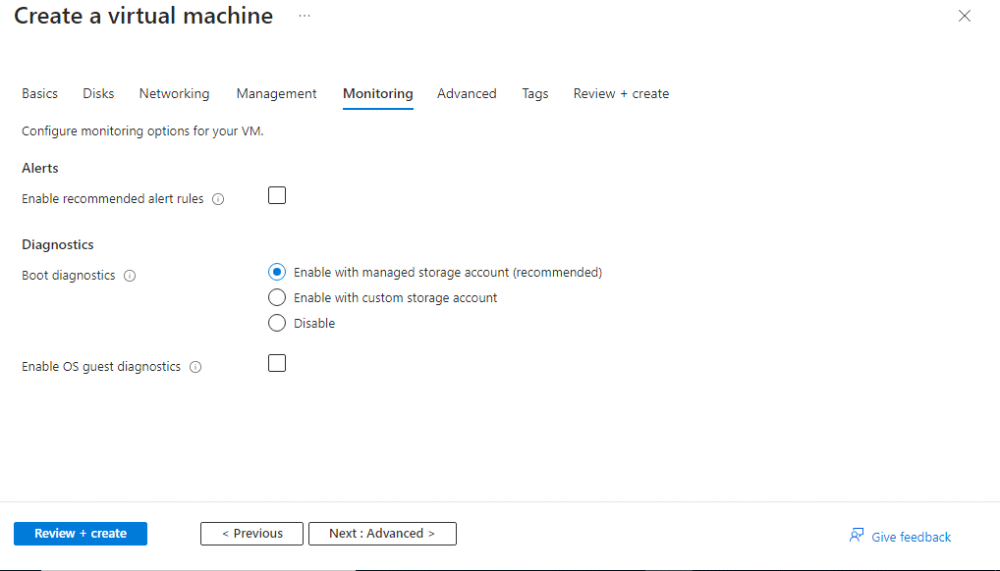 Create a virtual machine ...
Basics Disks Networking Management Monitoring Advanced Tags Review + create
Configure monitoring options for your VM.
Alerts
Enable recommended alert rules
Diagnostics
Boot diagnostics
Enable with managed storage account (recommended)
Enable with custom storage account
Disable
Enable OS guest diagnostics
Review + create < Previous Next : Advanced > Give feedback